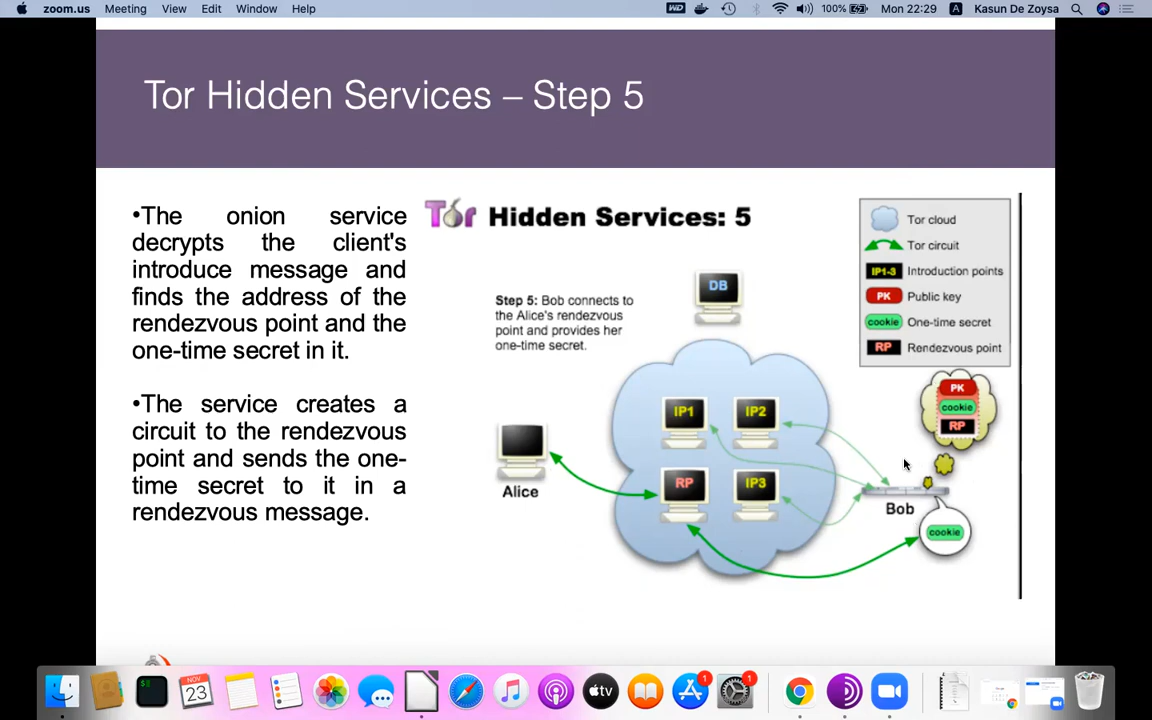 zoom.us Meeting View Edit Window Help 100% Mon 22:29 A Kasun De Zoysa
Tor Hidden Services – Step 5
•The onion service
decrypts the client's
introduce message and
finds the address of the
rendezvous point and the
one-time secret in it.
•The service creates a
circuit to the rendezvous
point and sends the one-
time secret to it in a
rendezvous message.
Tor Hidden Services: 5
Step 5: Bob connects to
the Alice's rendezvous
point and provides her
one-time secret.
DB
IP1 IP2
RP IP3
Alice
Bob
PK
cookie
RP
cookie
Tor cloud
Tor circuit
IP1-3 Introduction points
PK Public key
cookie One-time secret
RP Rendezvous point
NOV
23
tv
1
1